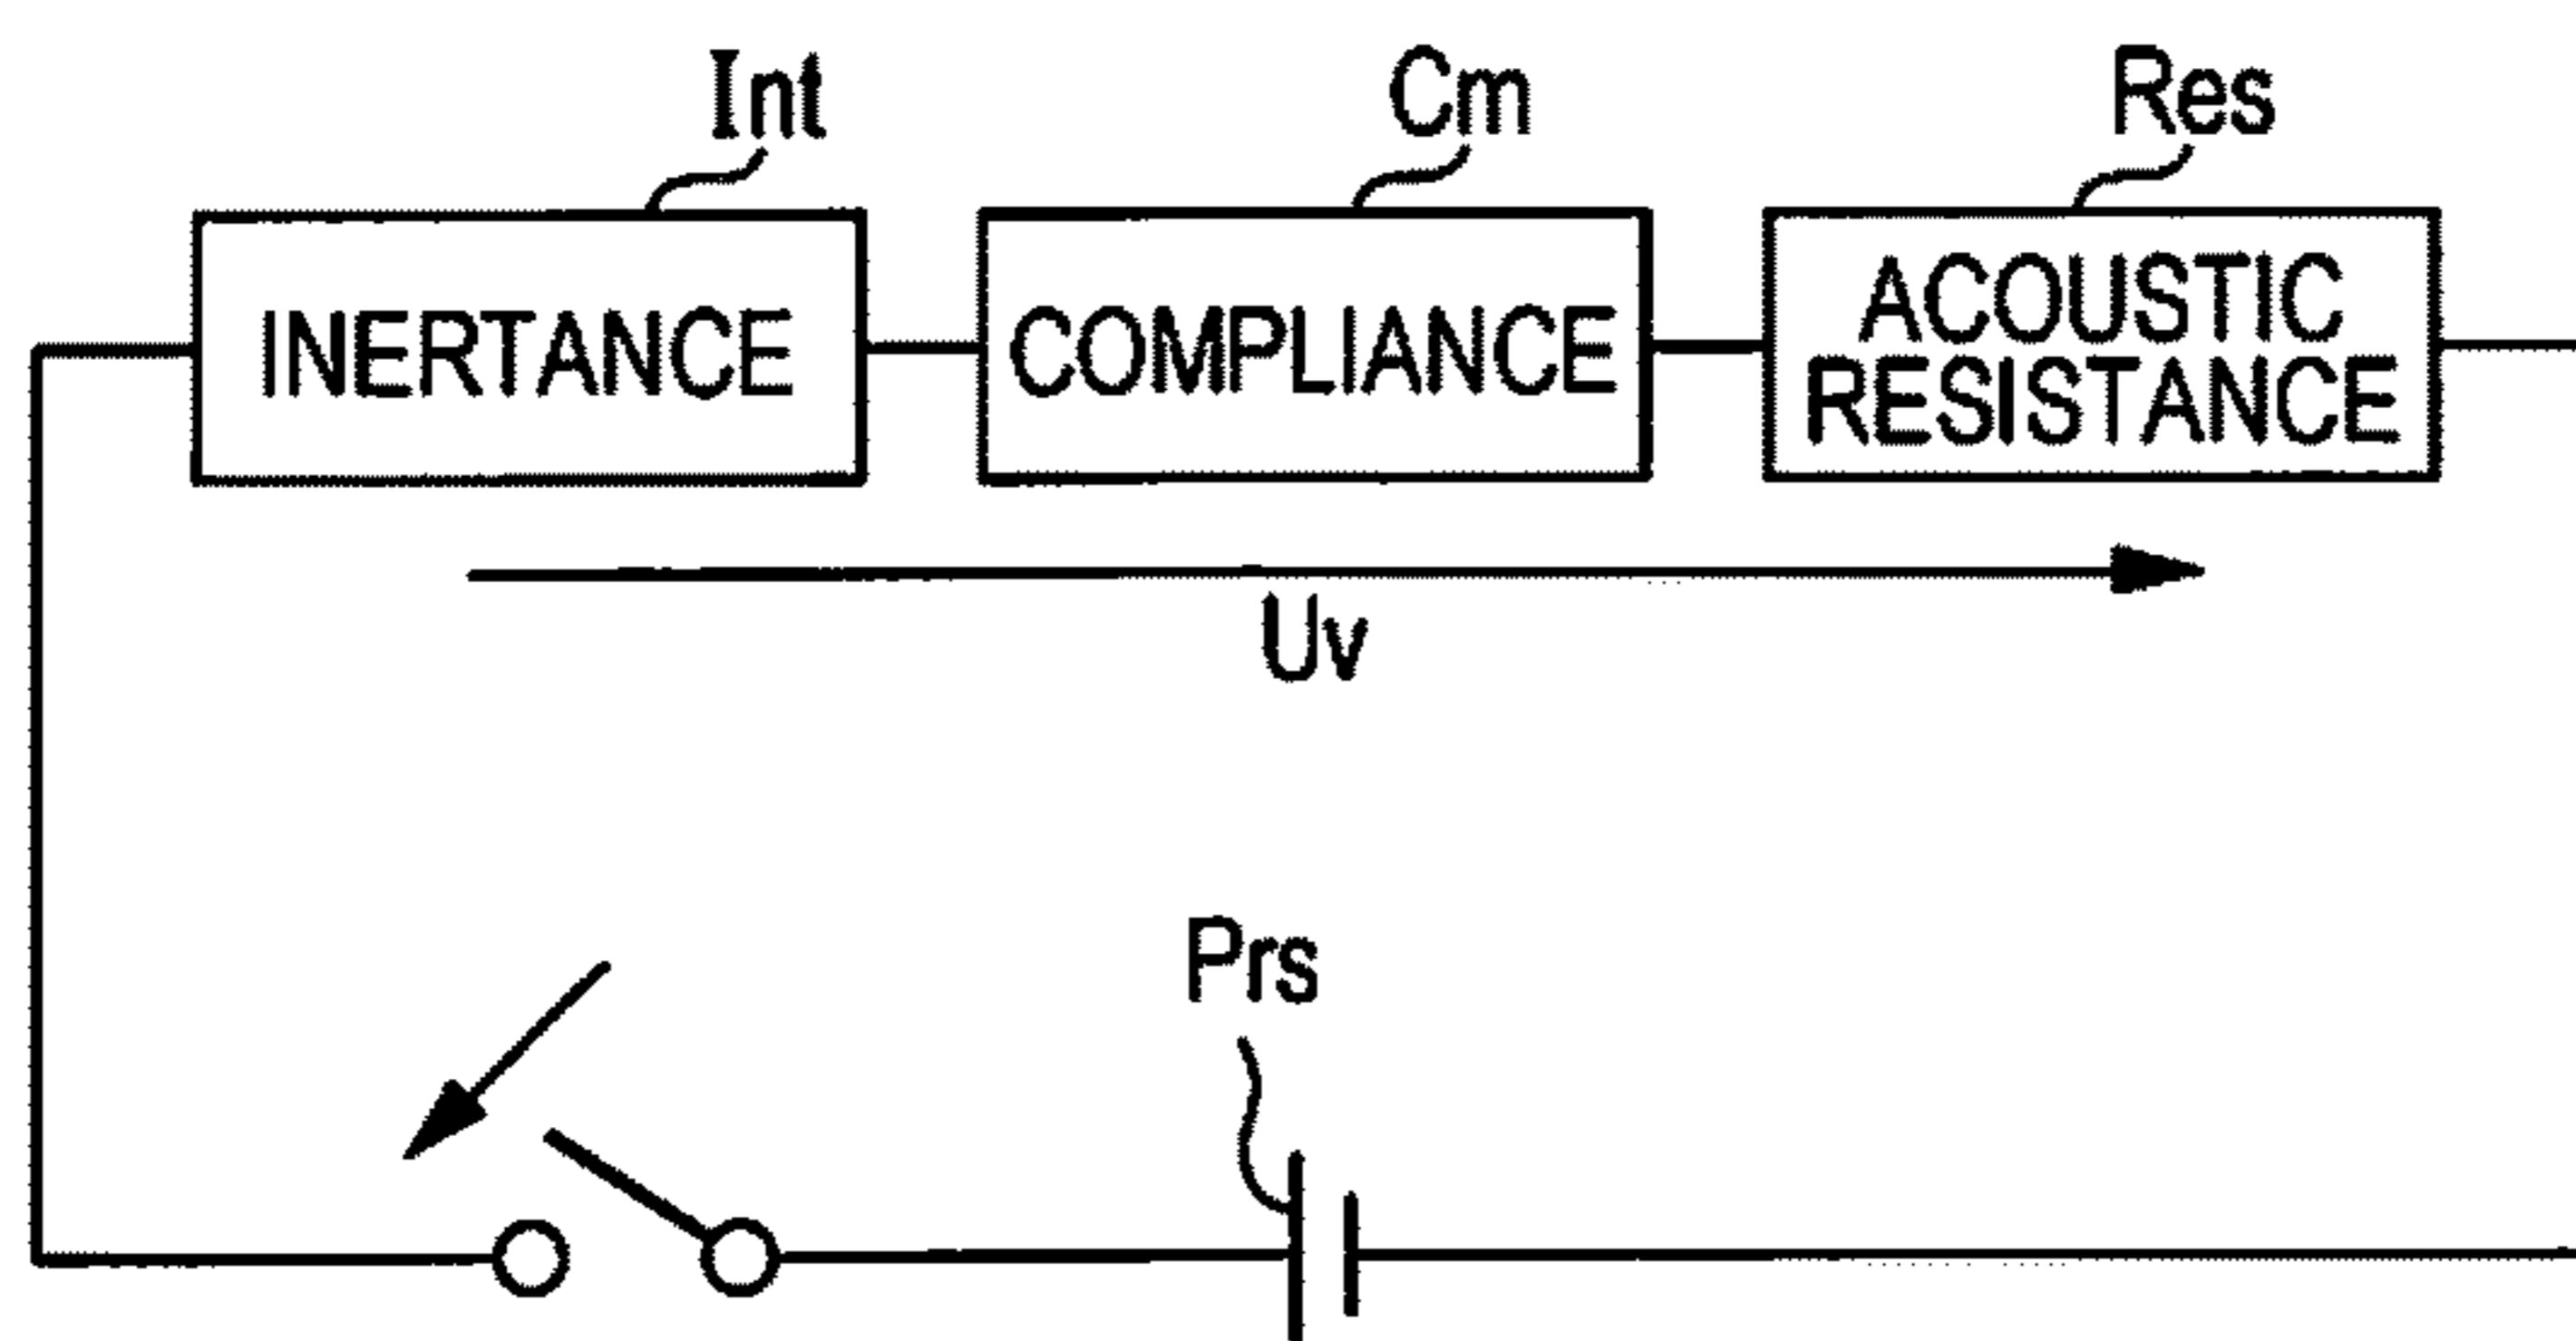 Int
Cm
Res
INERTANCE
COMPLIANCE
ACOUSTIC
RESISTANCE
Uv
Prs